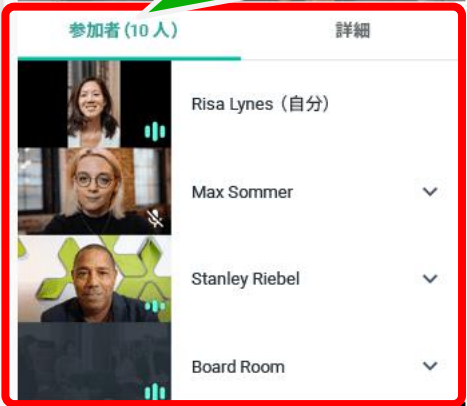 参加者 (10 人)
詳細
Risa Lynes（自分）
Max Sommer
Stanley Riebel
Board Room